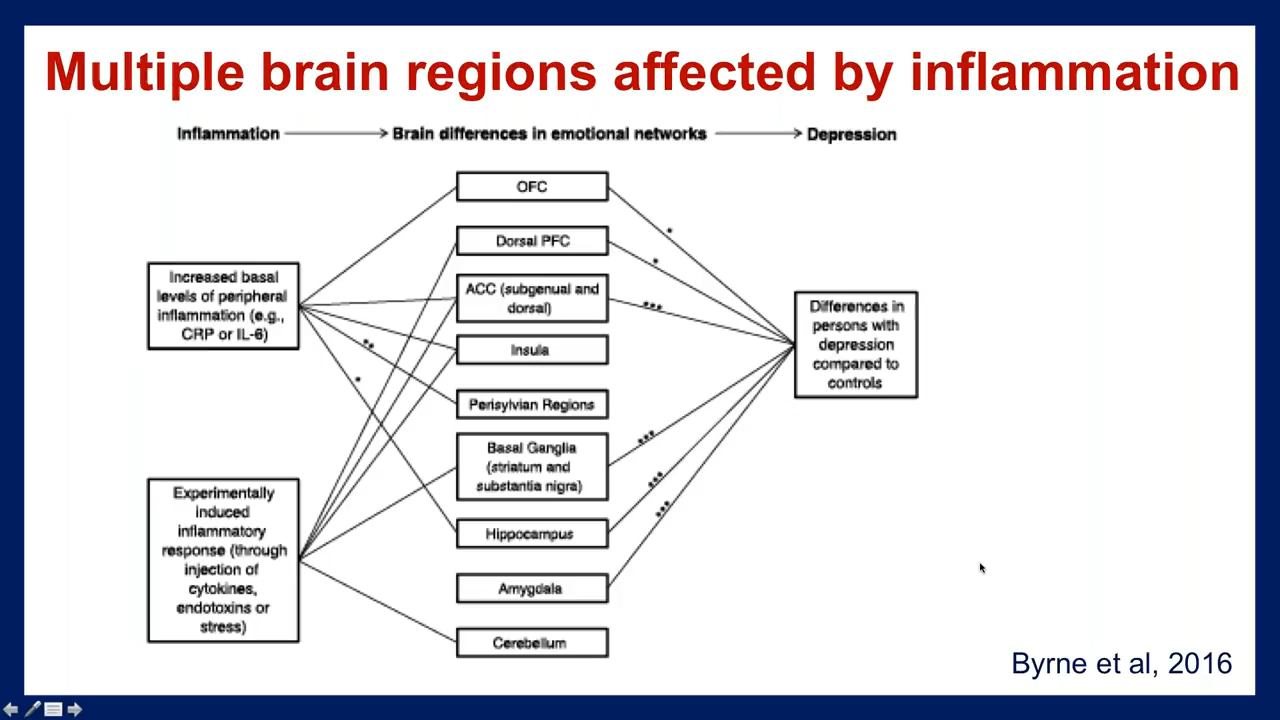 Multiple brain regions affected by inflammation
Inflammation
Brain differences in emotional networks
Depression
OFC
Dorsal PFC
ACC (subgenual and
dorsal)
Insula
Perisylvian Regions
Basal Ganglia
(striatum and
substantia nigra)
Hippocampus
Amygdala
Cerebellum
Increased basal
levels of peripheral
inflammation (e.g.,
CRP or IL-6)
Experimentally
induced
inflammatory
response (through
injection of
cytokines,
endotoxins or
stress)
*
*
***
**
*
***
***
***
Differences in
persons with
depression
compared to
controls
Byrne et al, 2016